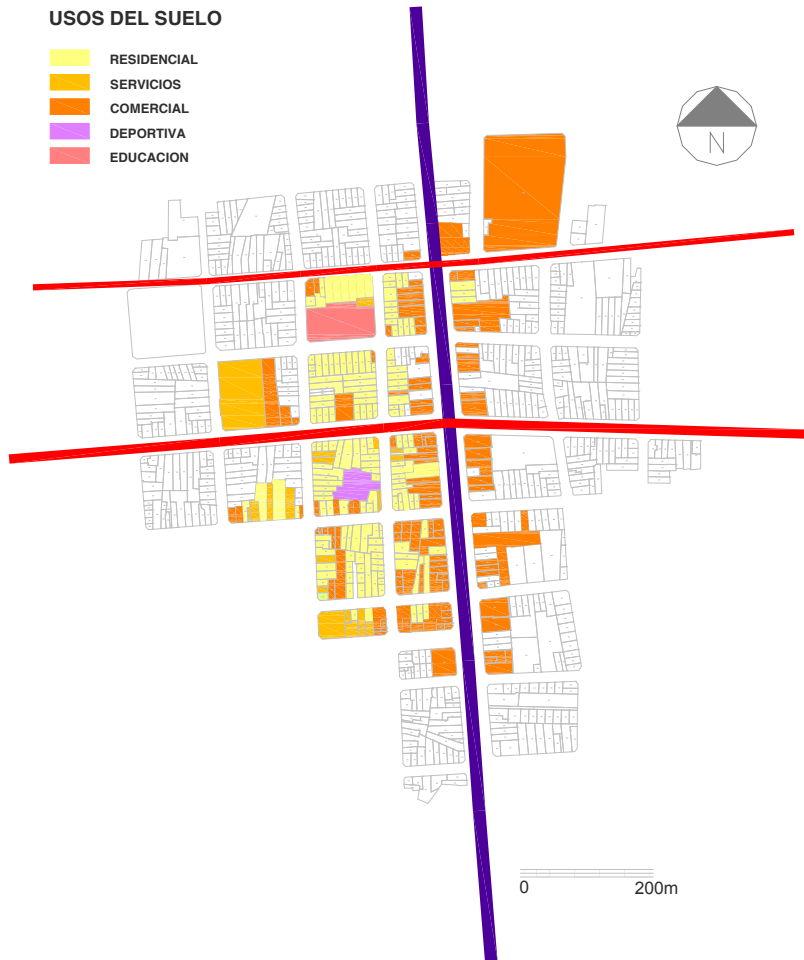 USOS DEL SUELO
RESIDENCIAL
SERVICIOS
COMERCIAL
DEPORTIVA
EDUCACION
N
0 200m